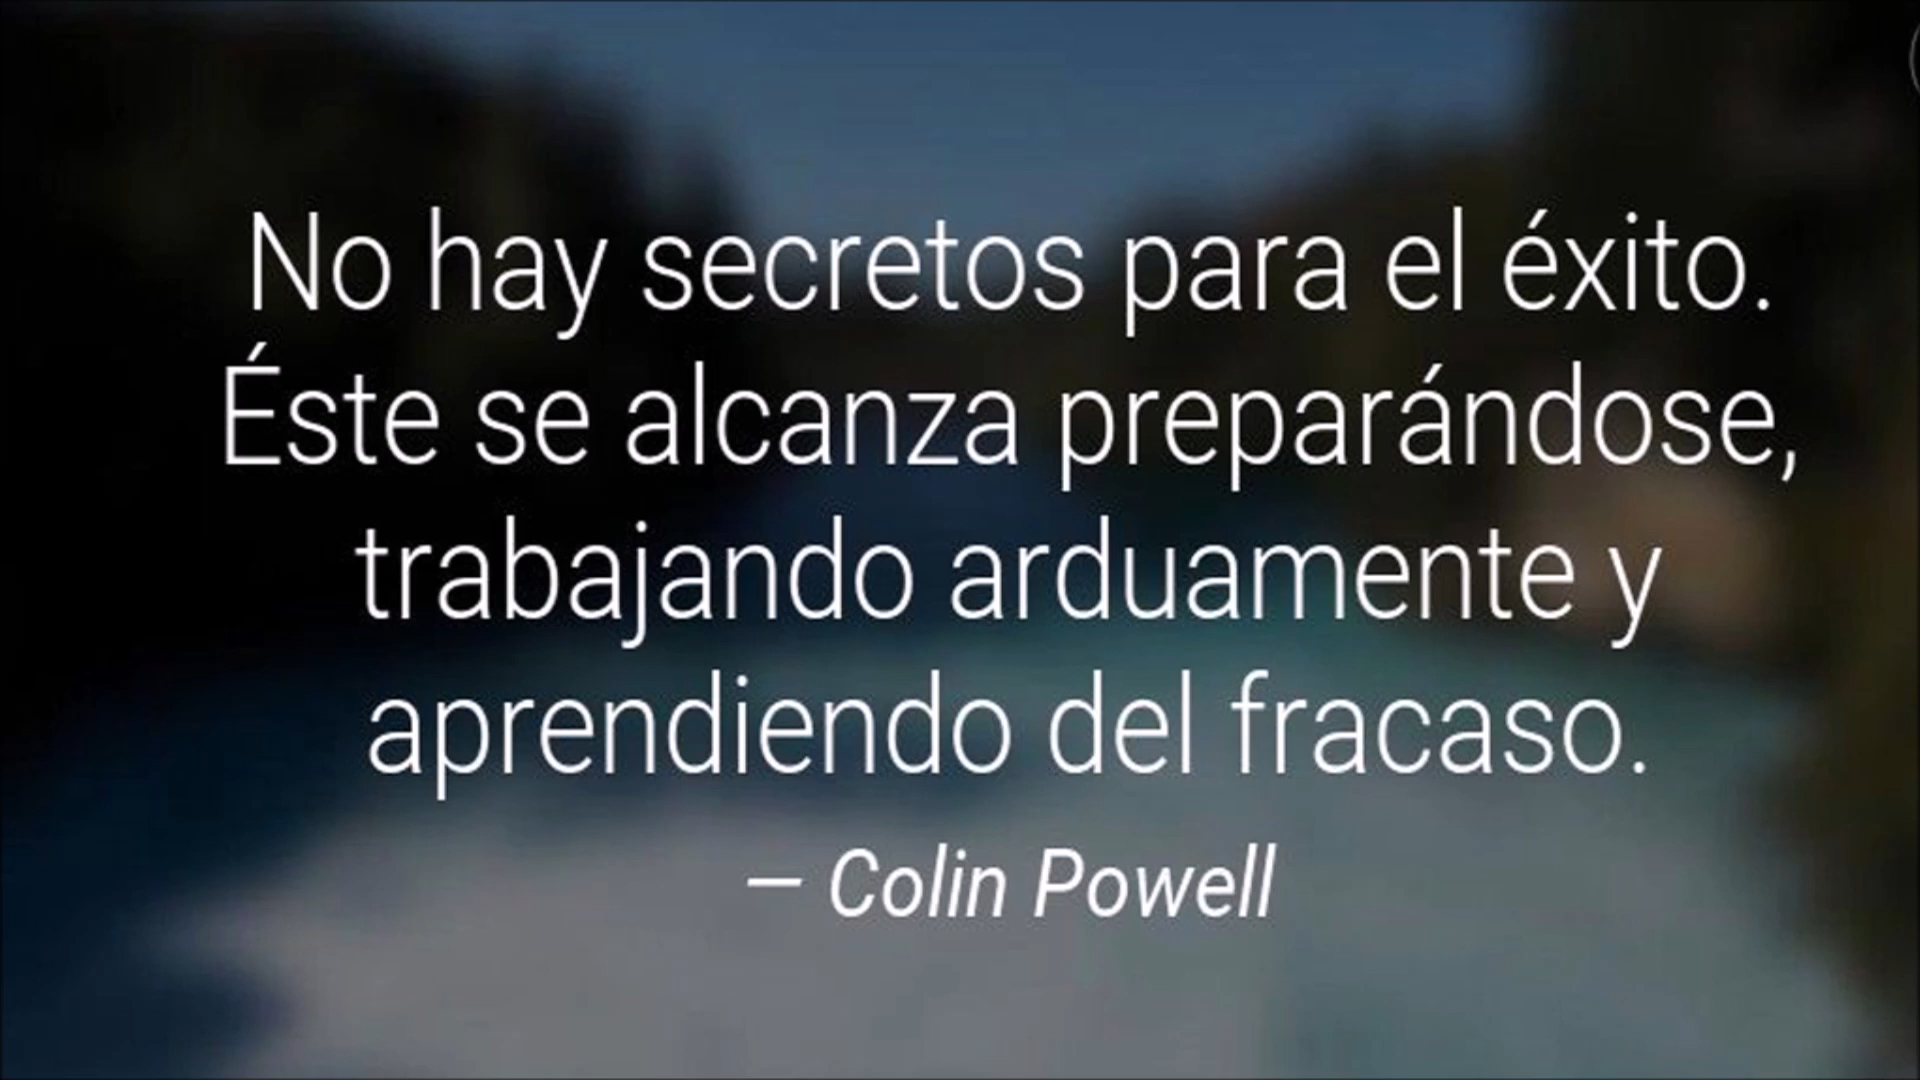 No hay secretos para el éxito.
Éste se alcanza preparándose,
trabajando arduamente y
aprendiendo del fracaso.
— Colin Powell